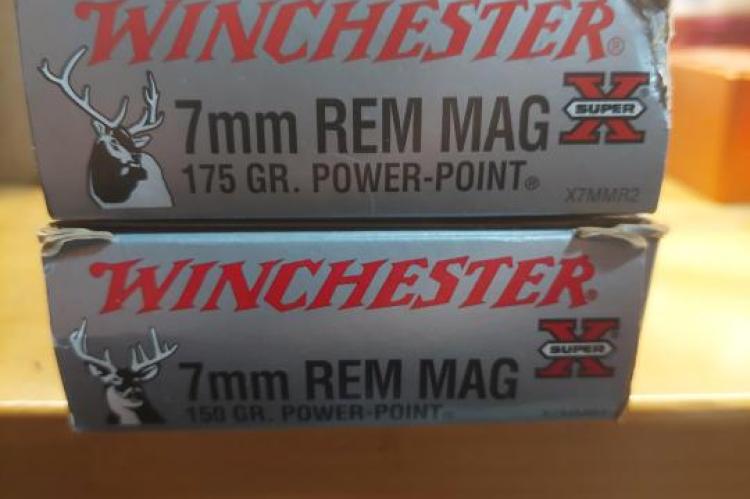 WINCHESTER®
7mm REM MAG
SUPER X
175 GR. POWER-POINT®
X7MMR2
WINCHESTER®
7mm REM MAG
SUPER X
150 GR. POWER-POINT®
X7MMR1